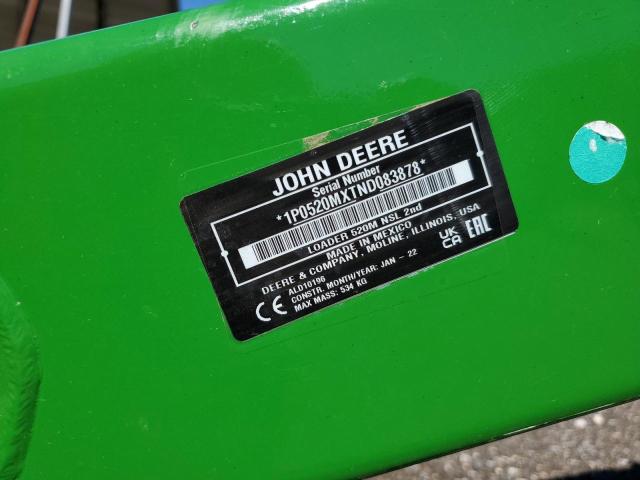 JOHN DEERE
Serial Number
*1P0520MXTND083878*
LOADER 520M NSL 2nd
MADE IN MEXICO
DEERE & COMPANY, MOLINE, ILLINOIS, USA
ALD10196
CONSTR. MONTH/YEAR: JAN - 22
MAX MASS: 534 KG
CE
UK
CA
EAC